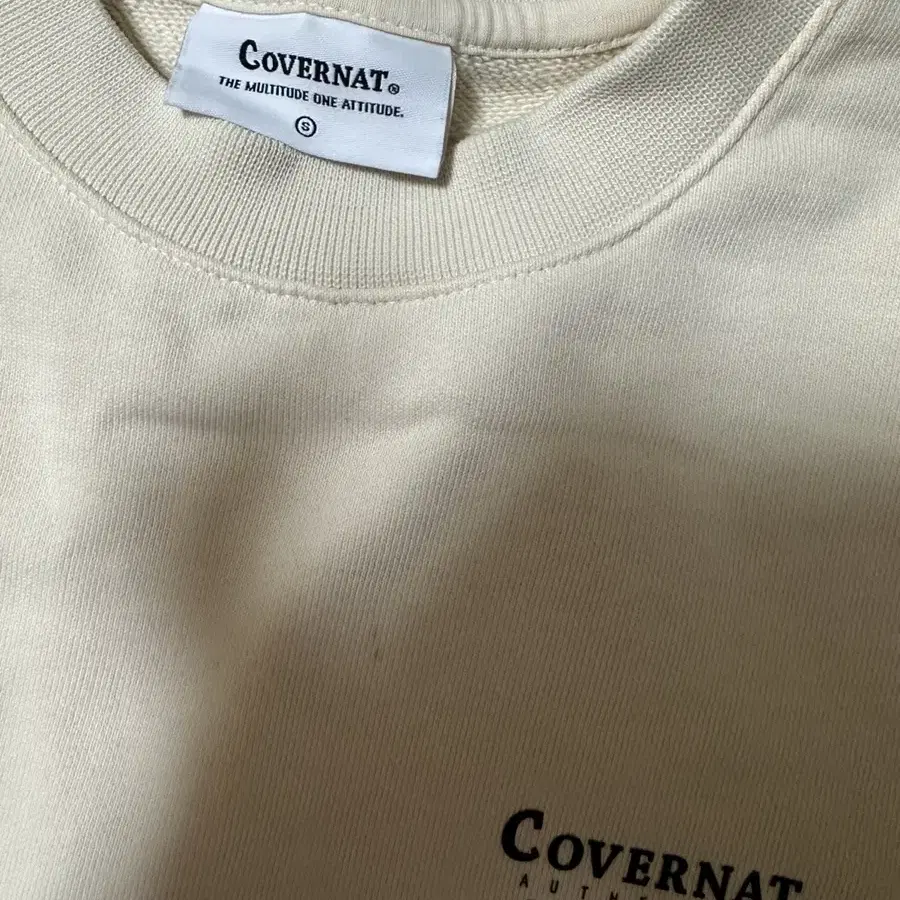 COVERNAT®
THE MULTITUDE ONE ATTITUDE.
S
COVERNAT